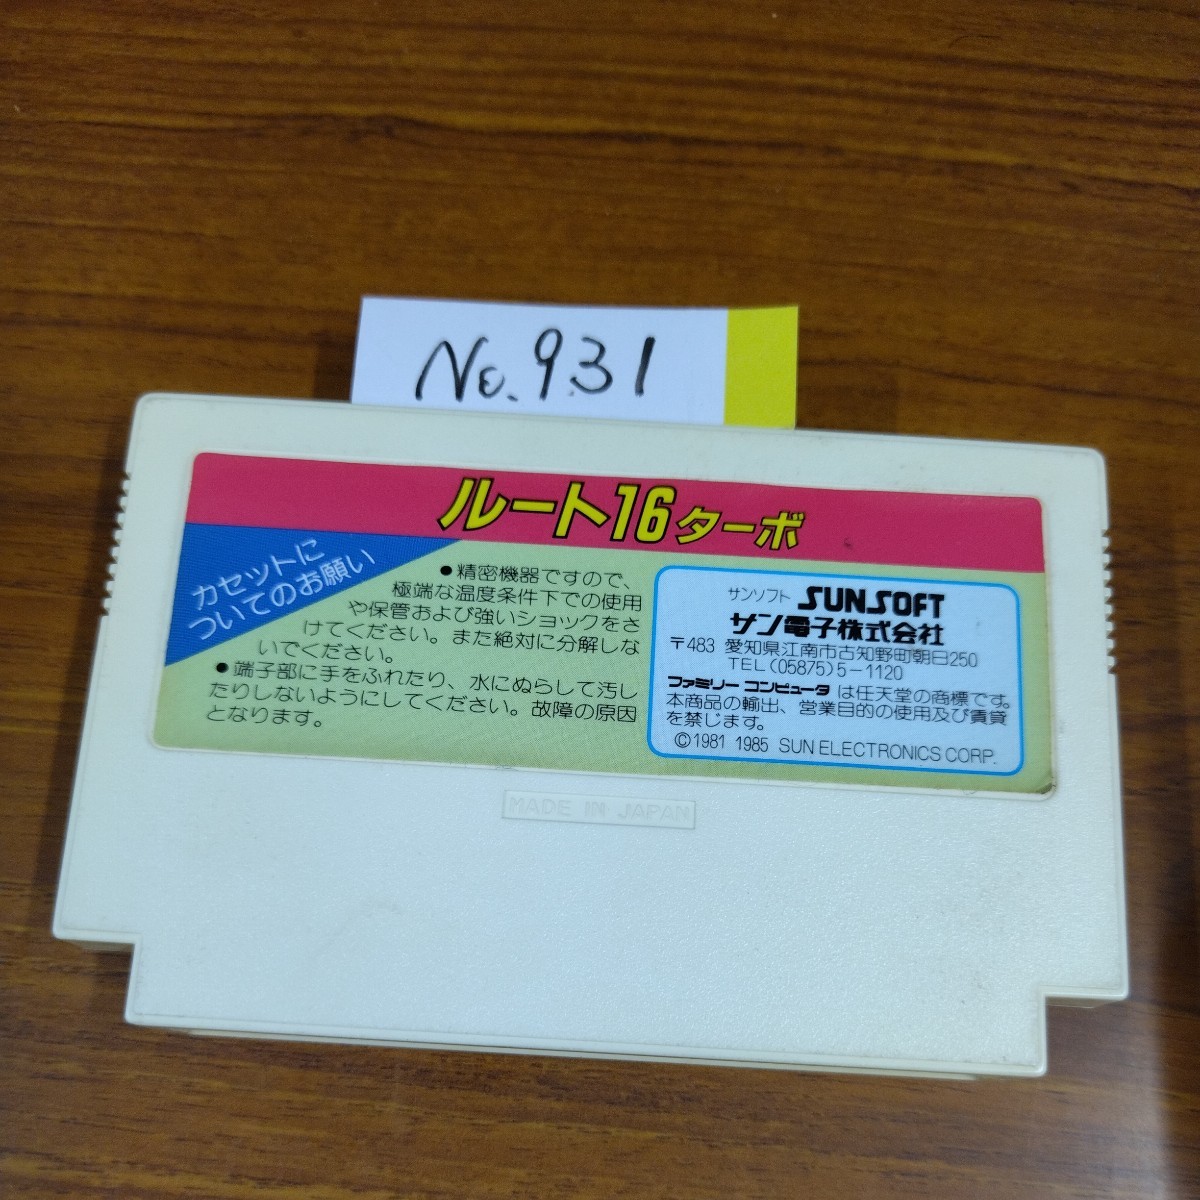 No.931
ルート16ターボ
カセットに
ついてのお願い
●精密機器ですので、
極端な温度条件下での使用
や保管および強いショックをさ
けてください。また絶対に分解しな
いでください。
●端子部に手をふれたり、水にぬらして汚し
たりしないようにしてください。故障の原因
となります。
サンソフト SUNSOFT
サン電子株式会社
〒483 愛知県江南市古知野町朝日250
TEL(05875)5-1120
ファミリー コンピュータ は任天堂の商標です。
本商品の輸出、営業目的の使用及び賃貸
を禁じます。
©1981 1985 SUN ELECTRONICS CORP.
MADE IN JAPAN